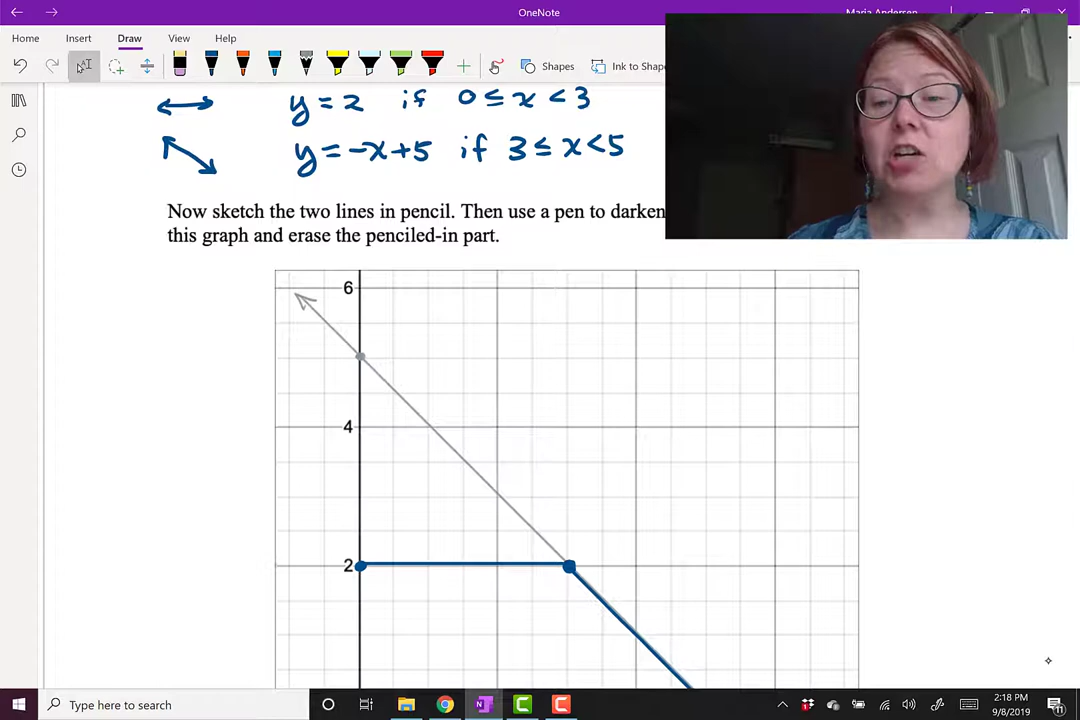 OneNote
Maria Andersen
Home Insert Draw View Help
Shapes Ink to Shape
y = 2 if 0 ≤ x < 3
y = -x + 5 if 3 ≤ x < 5
Now sketch the two lines in pencil. Then use a pen to darken
this graph and erase the penciled-in part.
6
4
2
Type here to search
2:18 PM
9/8/2019